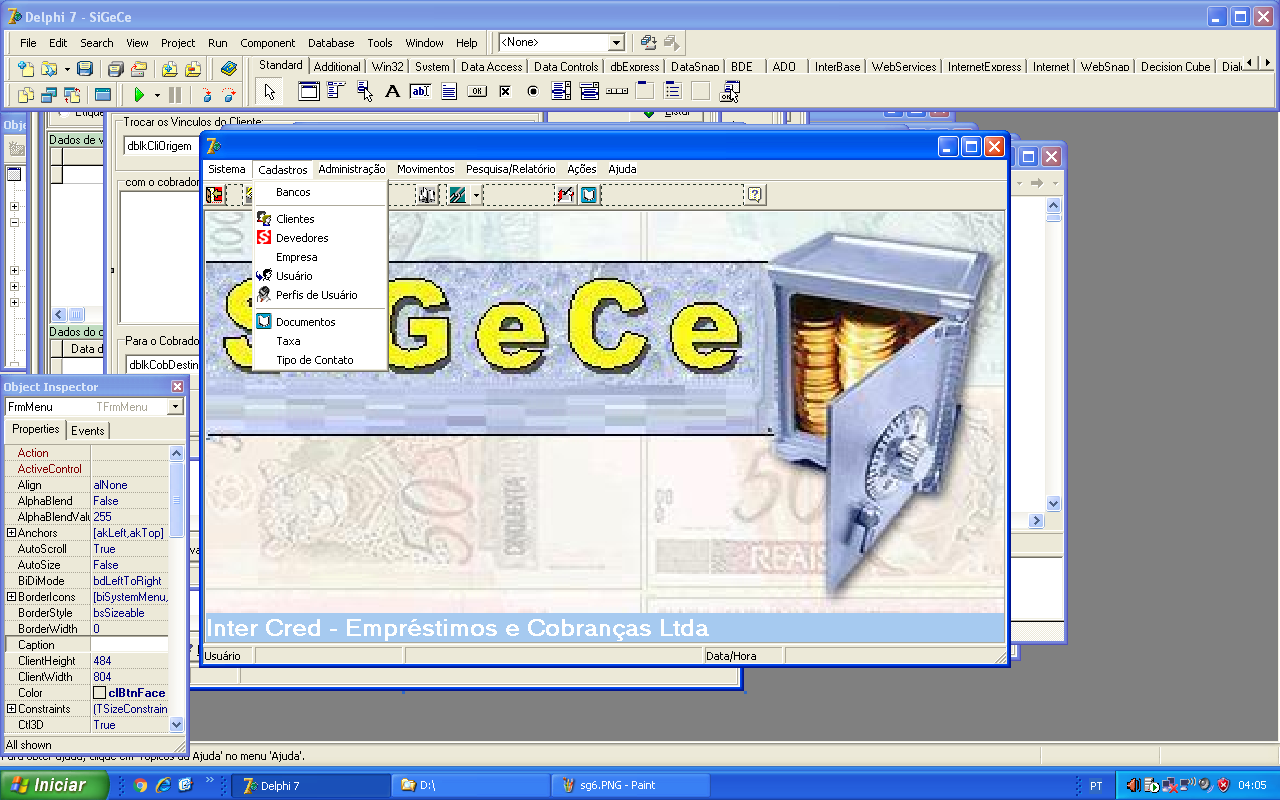 Delphi 7 - SiGeCe
File Edit Search View Project Run Component Database Tools Window Help <None>
Standard Additional Win32 System Data Access Data Controls dbExpress DataSnap BDE ADO InterBase WebServices InternetExpress Internet WebSnap Decision Cube
Trocar os Vinculos do Cliente:
dblkCliOrigem
com o cobrador
Para o Cobrado
dblkCobDestin
Dados de v
Dados do c
Data d
Sistema Cadastros Administração Movimentos Pesquisa/Relatório Ações Ajuda
Bancos
Clientes
Devedores
Empresa
Usuário
Perfis de Usuário
Documentos
Taxa
Tipo de Contato
GeCe
CINQUENTA
50
REAIS
Inter Cred - Empréstimos e Cobranças Ltda
Usuário Data/Hora
Object Inspector
FrmMenu TFrmMenu
Properties Events
Action
ActiveControl
Align alNone
AlphaBlend False
AlphaBlendValu 255
Anchors [akLeft,akTop]
AutoScroll True
AutoSize False
BiDiMode bdLeftToRight
BorderIcons [biSystemMenu,
BorderStyle bsSizeable
BorderWidth 0
Caption
ClientHeight 484
ClientWidth 804
Color clBtnFace
Constraints (TSizeConstrain
Ctl3D True
All shown
Para obter ajuda, clique em 'Tópicos da Ajuda' no menu 'Ajuda'.
Iniciar Delphi 7 D:\ sg6.PNG - Paint PT 04:05